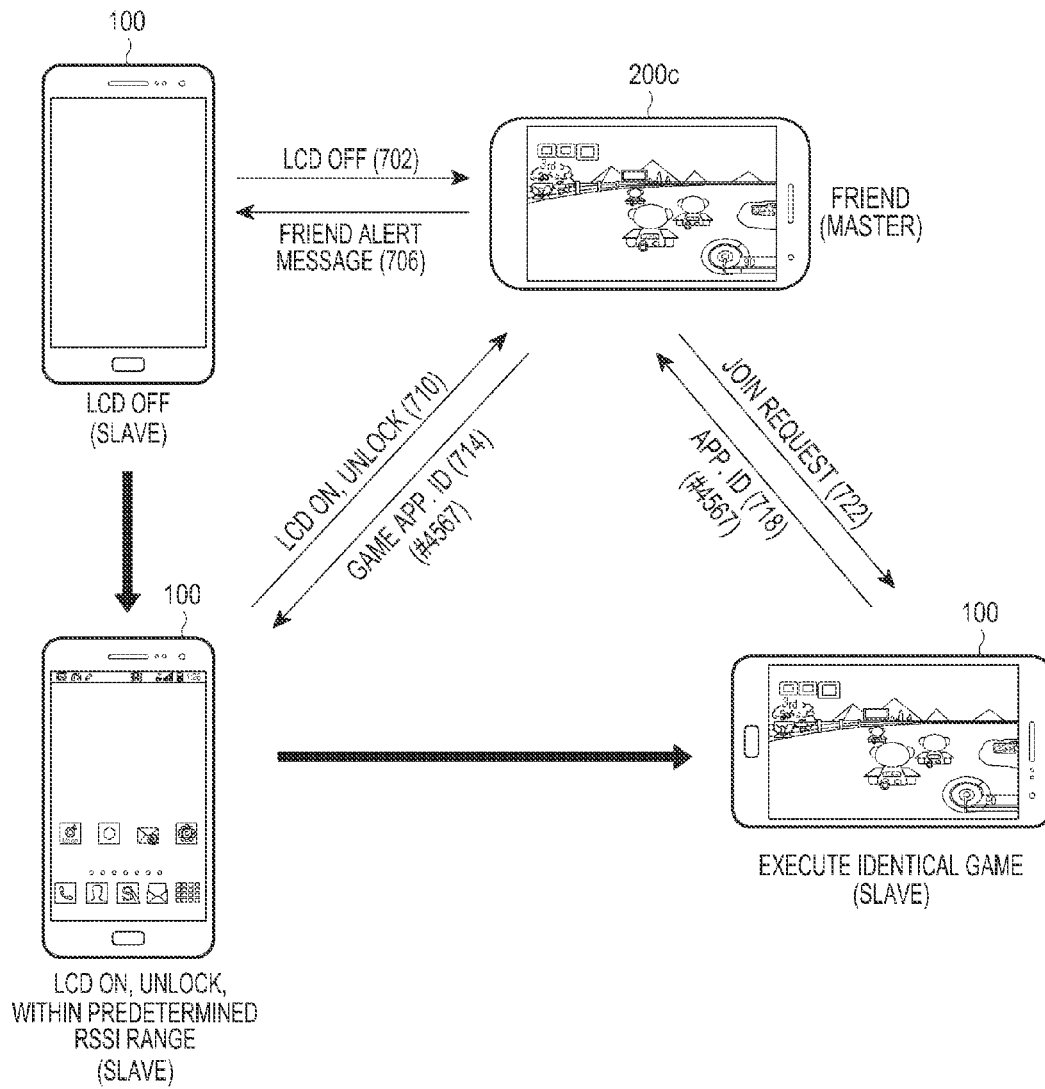 100
200c
LCD OFF (702)
FRIEND ALERT
MESSAGE (706)
FRIEND
(MASTER)
3rd
LCD OFF
(SLAVE)
LCD ON, UNLOCK (710)
GAME APP. ID (714)
(#4567)
JOIN REQUEST (722)
APP. ID (718)
(#4567)
100
100
3rd
EXECUTE IDENTICAL GAME
(SLAVE)
LCD ON, UNLOCK,
WITHIN PREDETERMINED
RSSI RANGE
(SLAVE)